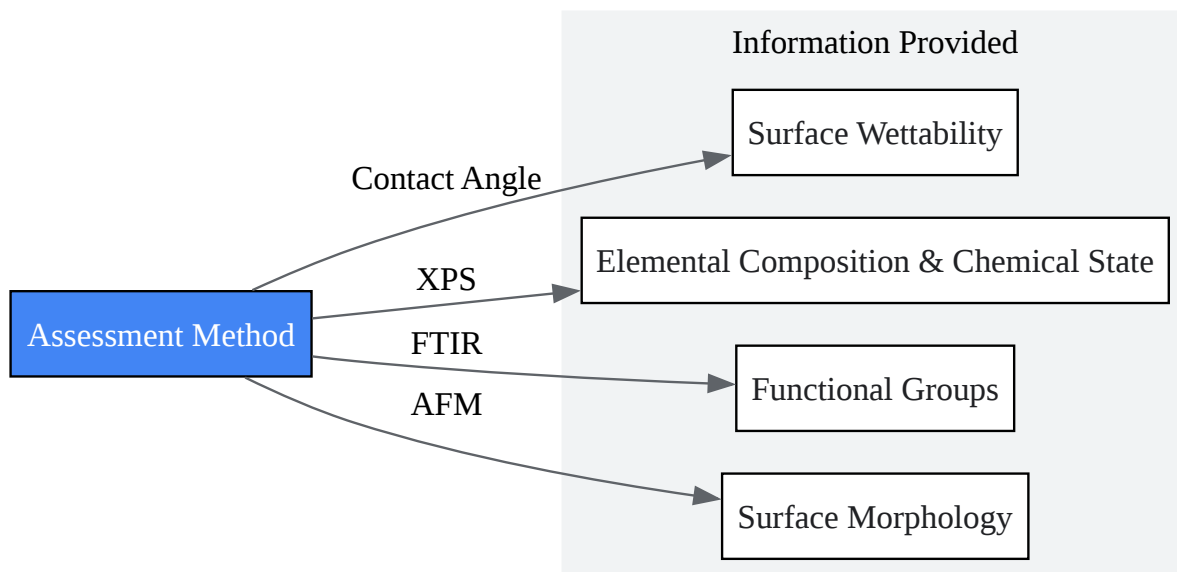 Information Provided
Surface Wettability
Contact Angle
Elemental Composition & Chemical State
XPS
Assessment Method
FTIR
Functional Groups
AFM
Surface Morphology